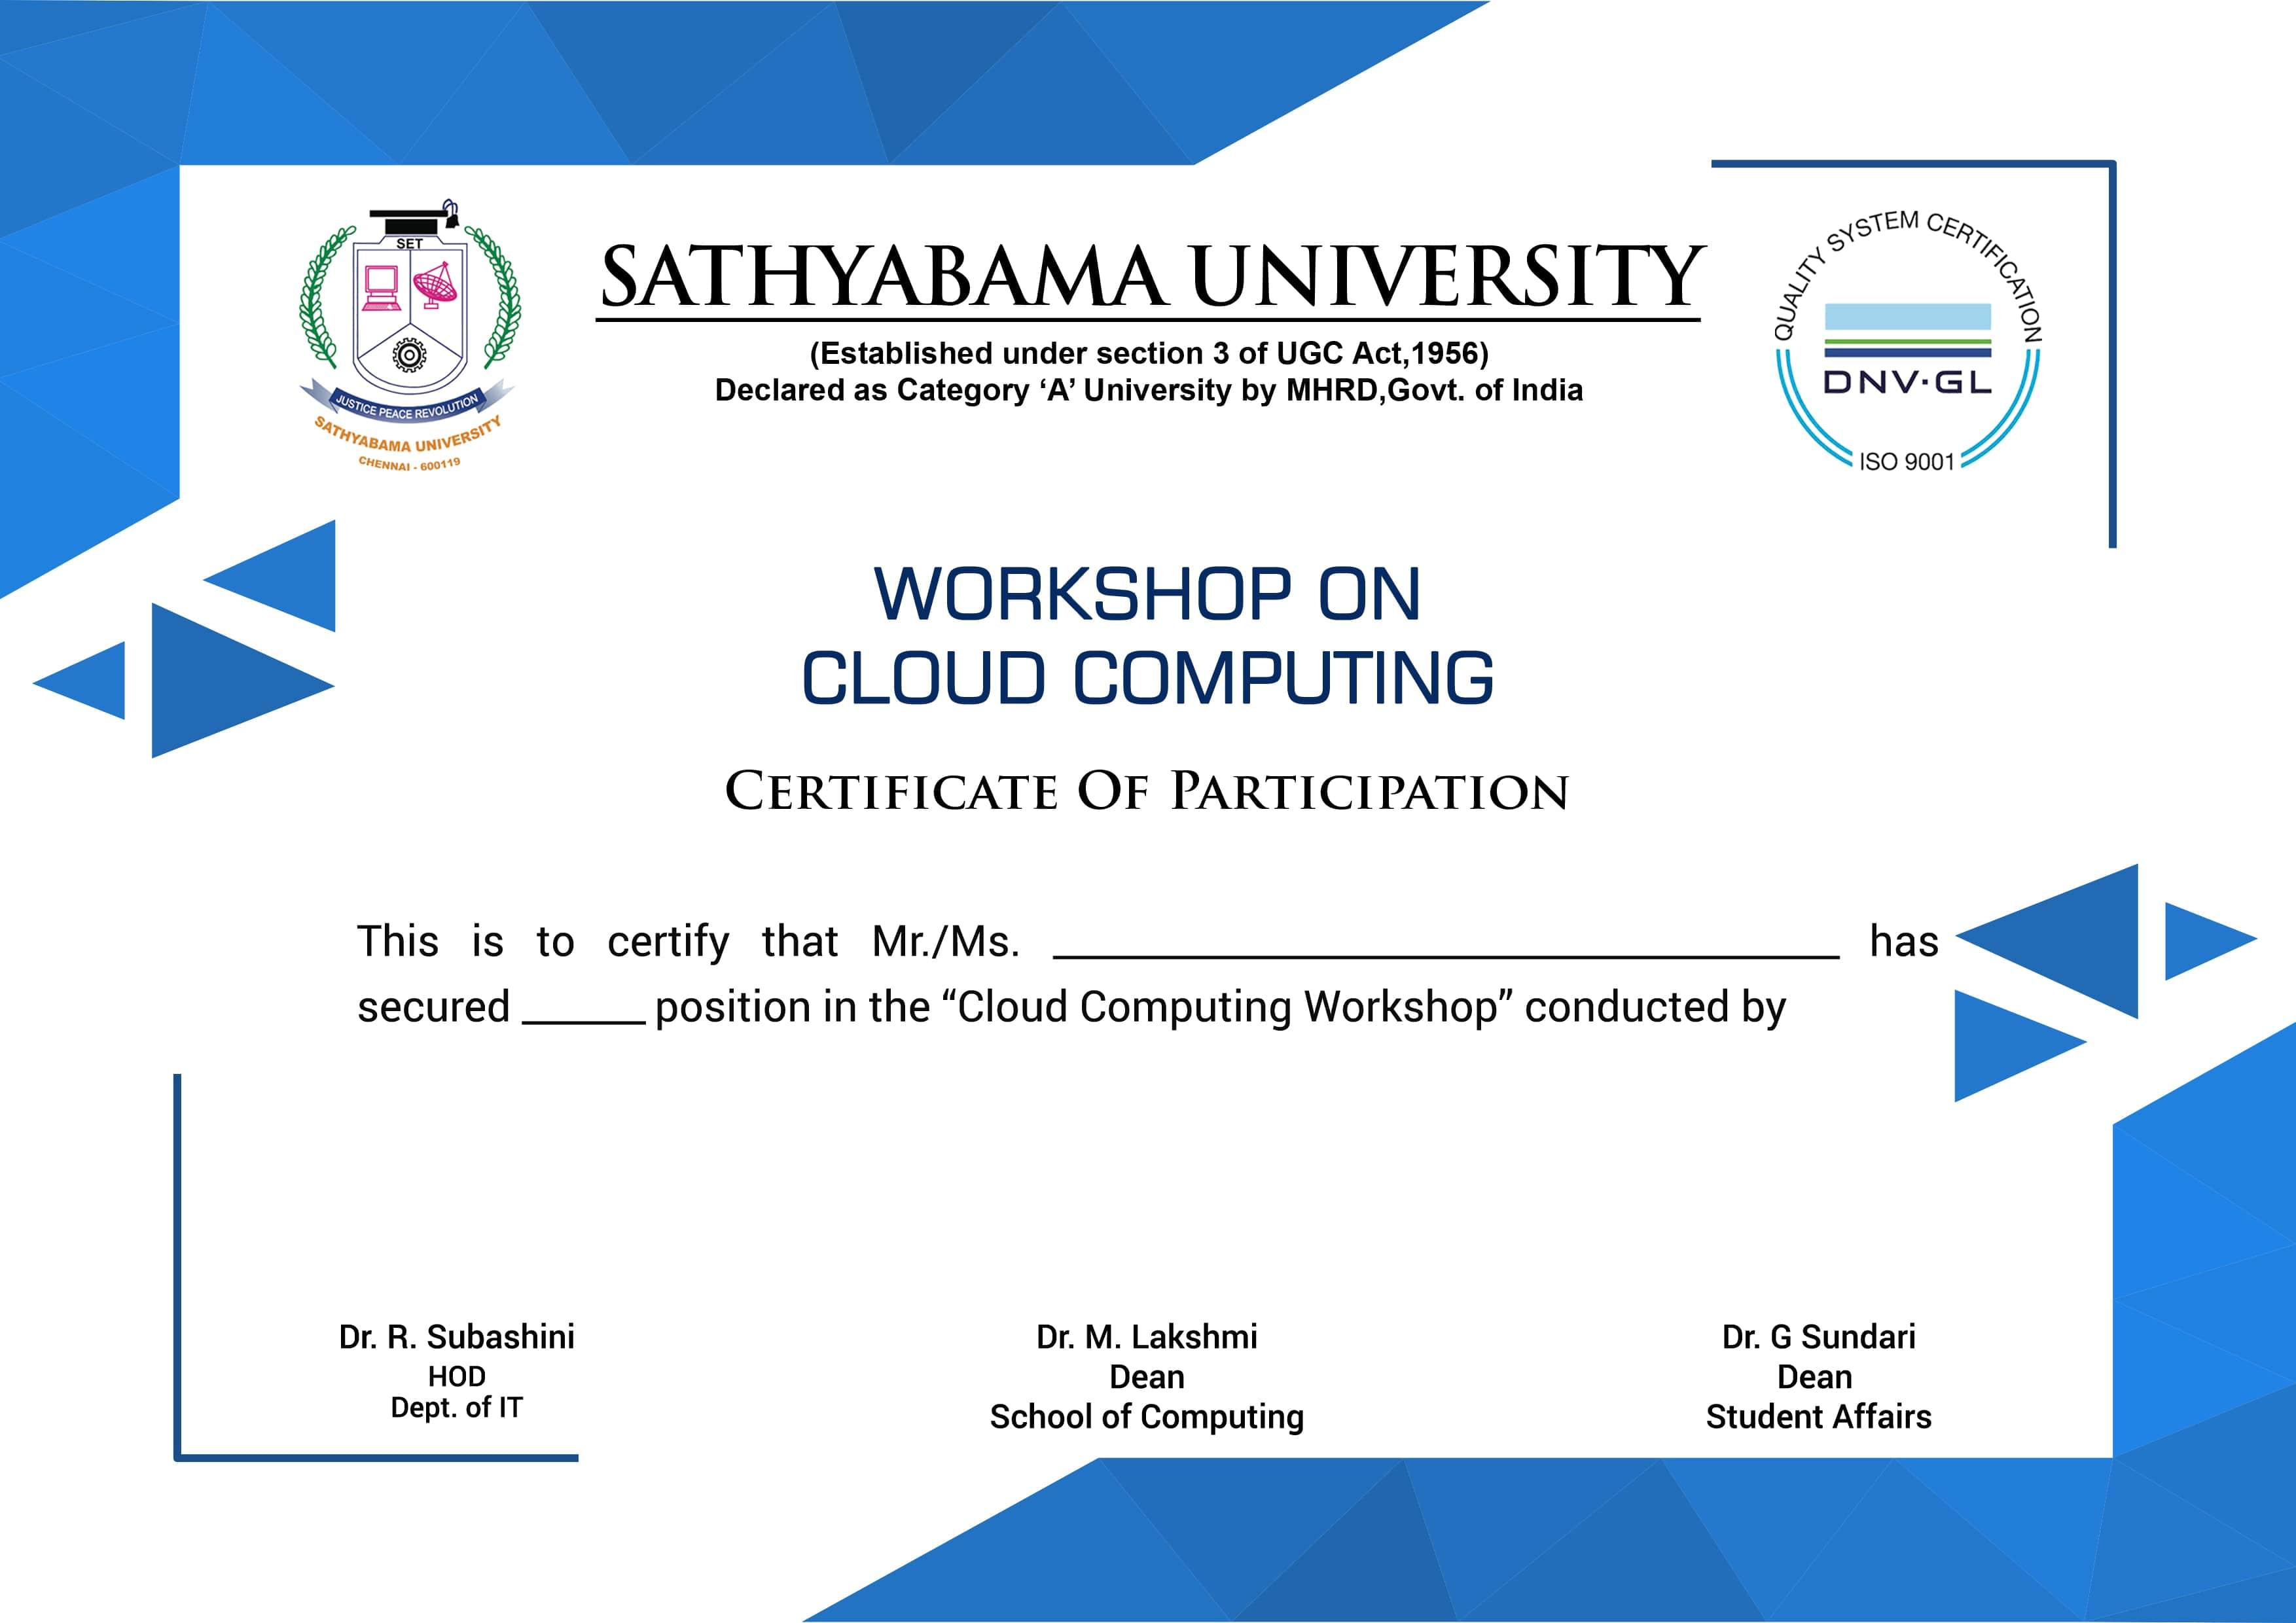 SET
JUSTICE PEACE REVOLUTION
SATHYABAMA UNIVERSITY
CHENNAI - 600119
SATHYABAMA UNIVERSITY
(Established under section 3 of UGC Act,1956)
Declared as Category ‘A’ University by MHRD,Govt. of India
QUALITY SYSTEM CERTIFICATION
DNV·GL
ISO 9001
WORKSHOP ON
CLOUD COMPUTING
CERTIFICATE OF PARTICIPATION
This is to certify that Mr./Ms. ______________________________ has
secured _____ position in the “Cloud Computing Workshop” conducted by
Dr. R. Subashini
HOD
Dept. of IT
Dr. M. Lakshmi
Dean
School of Computing
Dr. G Sundari
Dean
Student Affairs